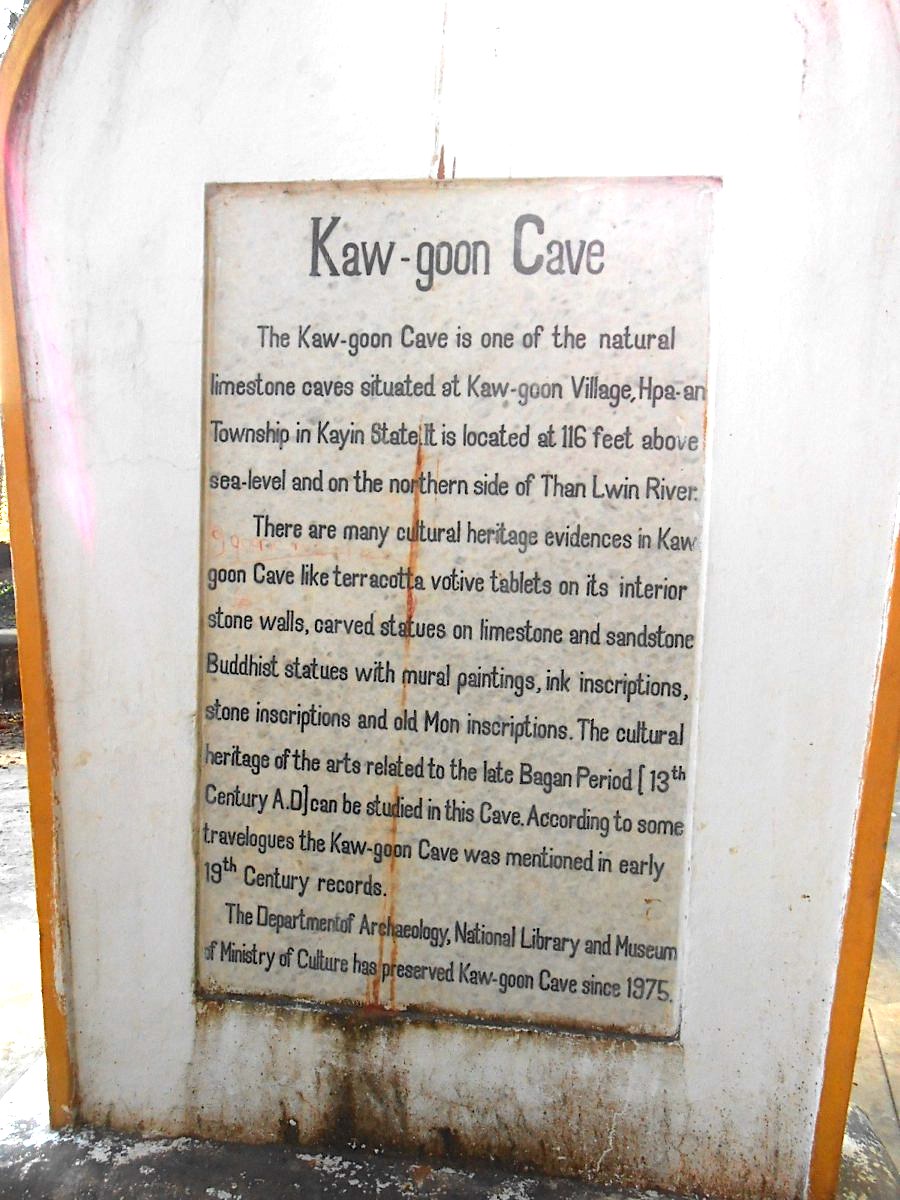 Kaw-goon Cave
The Kaw-goon Cave is one of the natural
limestone caves situated at Kaw-goon Village, Hpa-an
Township in Kayin State. It is located at 116 feet above
sea-level and on the northern side of Than Lwin River.
There are many cultural heritage evidences in Kaw
goon Cave like terracotta votive tablets on its interior
stone walls, carved statues on limestone and sandstone
Buddhist statues with mural paintings, ink inscriptions,
stone inscriptions and old Mon inscriptions. The cultural
heritage of the arts related to the late Bagan Period [ 13th
Century A.D] can be studied in this Cave. According to some
travelogues the Kaw-goon Cave was mentioned in early
19th Century records.
The Department of Archaeology, National Library and Museum
of Ministry of Culture has preserved Kaw-goon Cave since 1975.